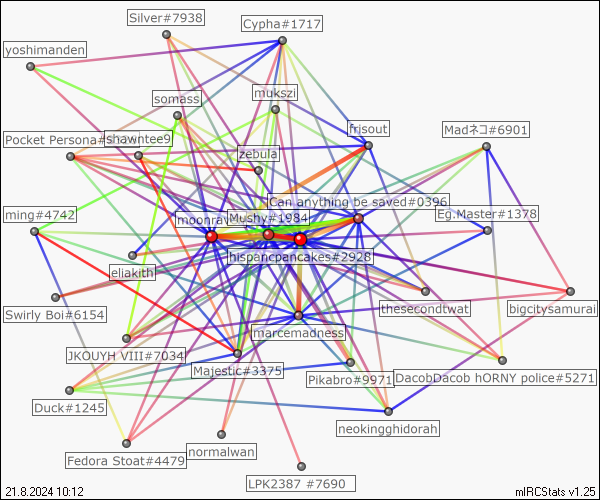 Silver#7938
Cypha#1717
yoshimanden
mukszi
somass
frisout
Madネコ#6901
Pocket Persona#
shawntee9
zebula
Can anything be saved#0396
ming#4742
moonra
Mushy#1984
Eg.Master#1378
hispancpancakes#2928
eliakith
Swirly Boi#6154
thesecondtwat
bigcitysamurai
marcemadness
JKOUYH VIII#7034
Majestic#3375
Pikabro#9971
DacobDacob hORNY police#5271
Duck#1245
neokingghidorah
Fedora Stoat#4479
normalwan
LPK2387 #7690
21.8.2024 10:12
mIRCStats v1.25